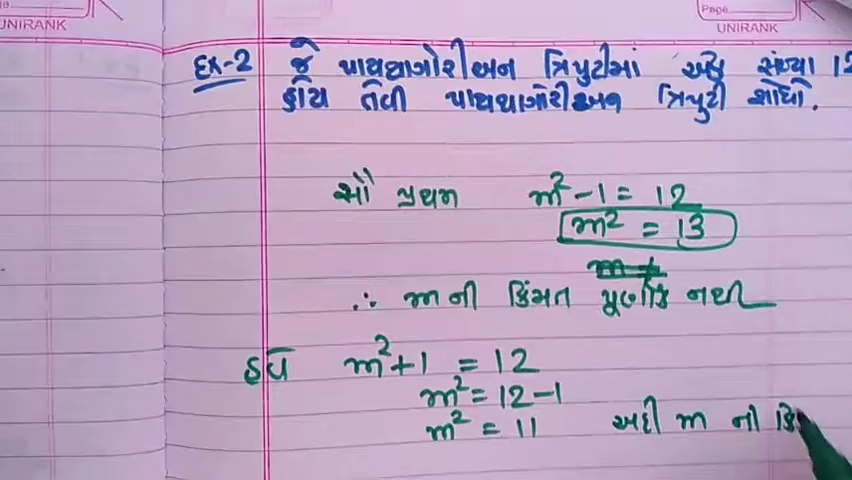 UNIRANK
Page
UNIRANK
Ex-2 જે પાયથાગોરીઅન ત્રિપુટીમાં એક સંખ્યા 12
હોય તેવી પાયથાગોરીઅન ત્રિપુટી શોધો.
સૌ પ્રથમ m² - 1 = 12
m² = 13
∴ m ની કિંમત પૂર્ણાંક નથી
હવે m² + 1 = 12
m² = 12 - 1
m² = 11 અહી m ની કિ